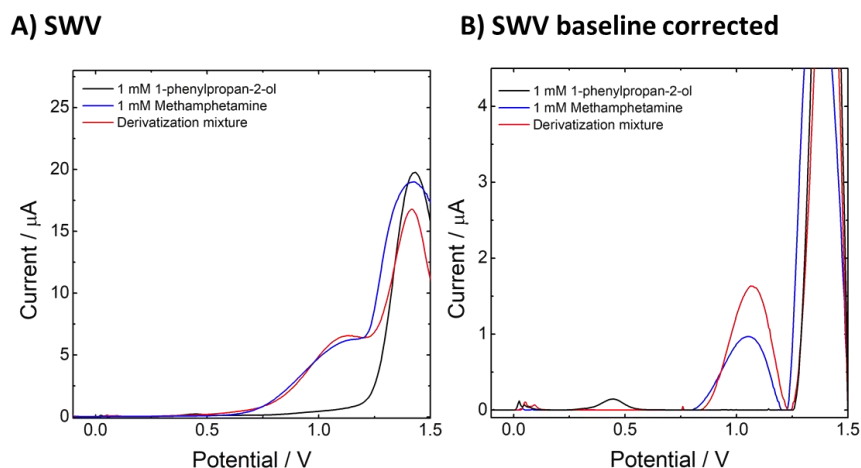 A) SWV
B) SWV baseline corrected
1 mM 1-phenylpropan-2-ol
1 mM Methamphetamine
Derivatization mixture
25
20
15
10
5
0
Current / μA
0.0
0.5
1.0
1.5
Potential / V
1 mM 1-phenylpropan-2-ol
1 mM Methamphetamine
Derivatization mixture
4
3
2
1
0
Current / μA
0.0
0.5
1.0
1.5
Potential / V